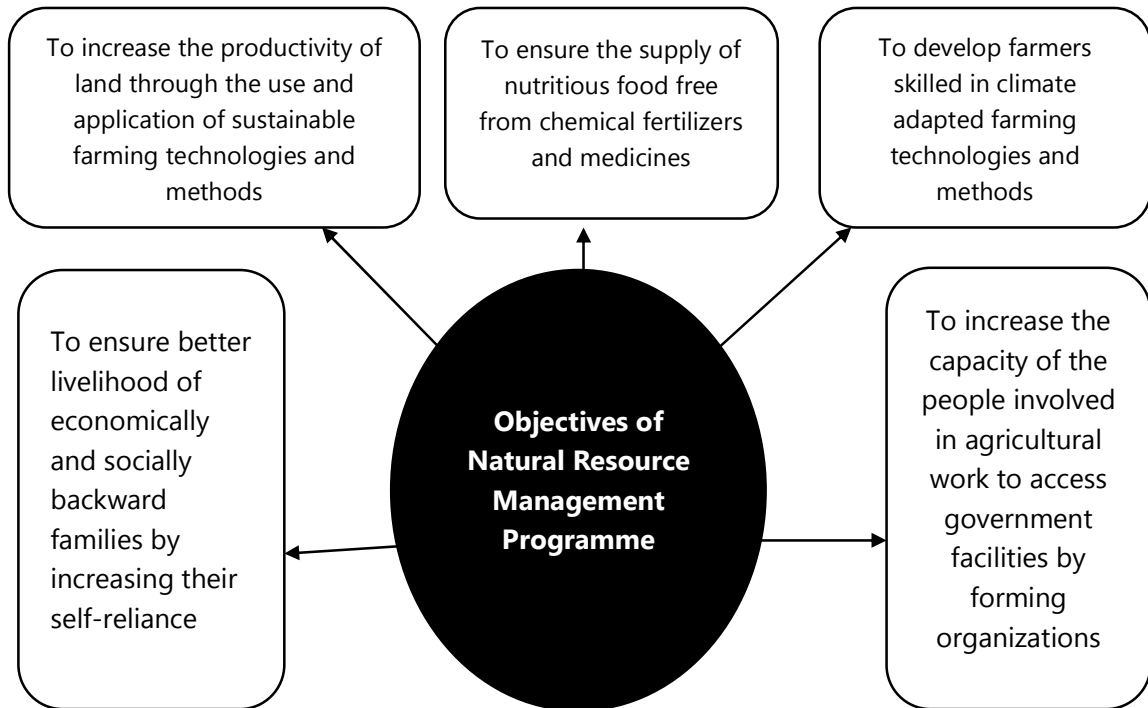 To increase the productivity of
land through the use and
application of sustainable
farming technologies and
methods
To ensure the supply of
nutritious food free
from chemical fertilizers
and medicines
To develop farmers
skilled in climate
adapted farming
technologies and
methods
To ensure better
livelihood of
economically
and socially
backward
families by
increasing their
self-reliance
Objectives of
Natural Resource
Management
Programme
To increase the
capacity of the
people involved
in agricultural
work to access
government
facilities by
forming
organizations